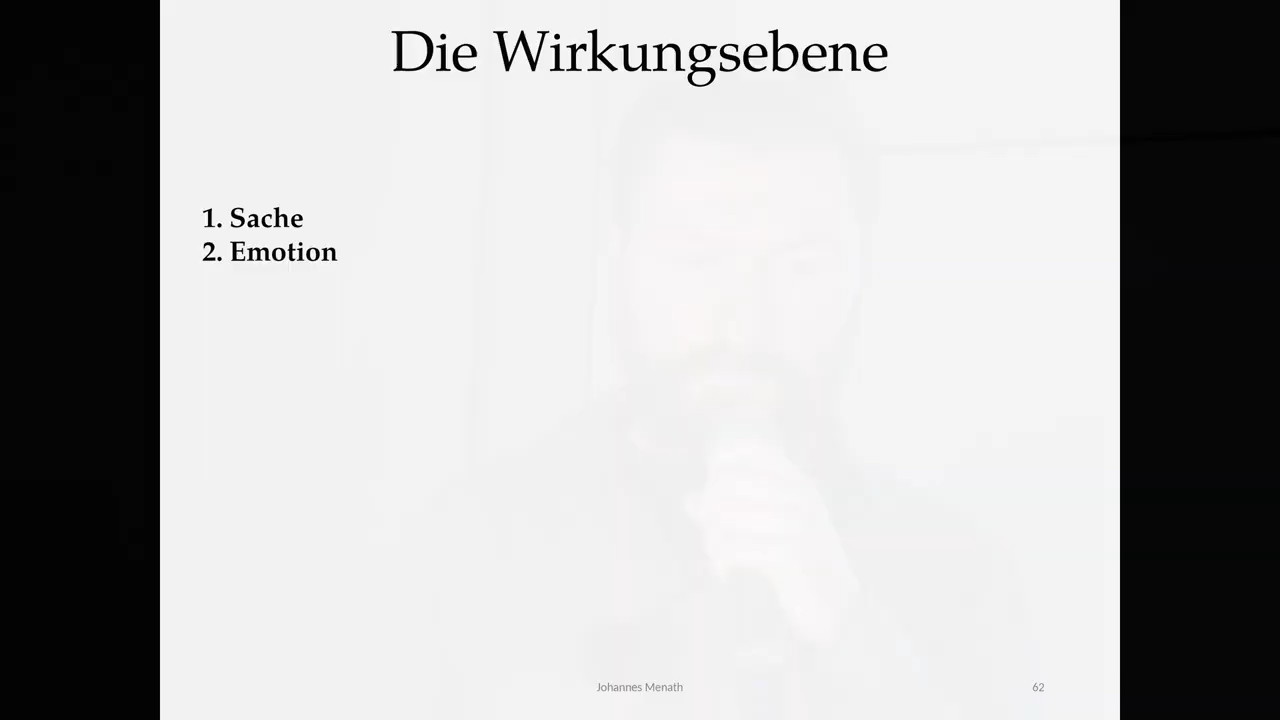 Die Wirkungsebene
1. Sache
2. Emotion
Johannes Menath
62